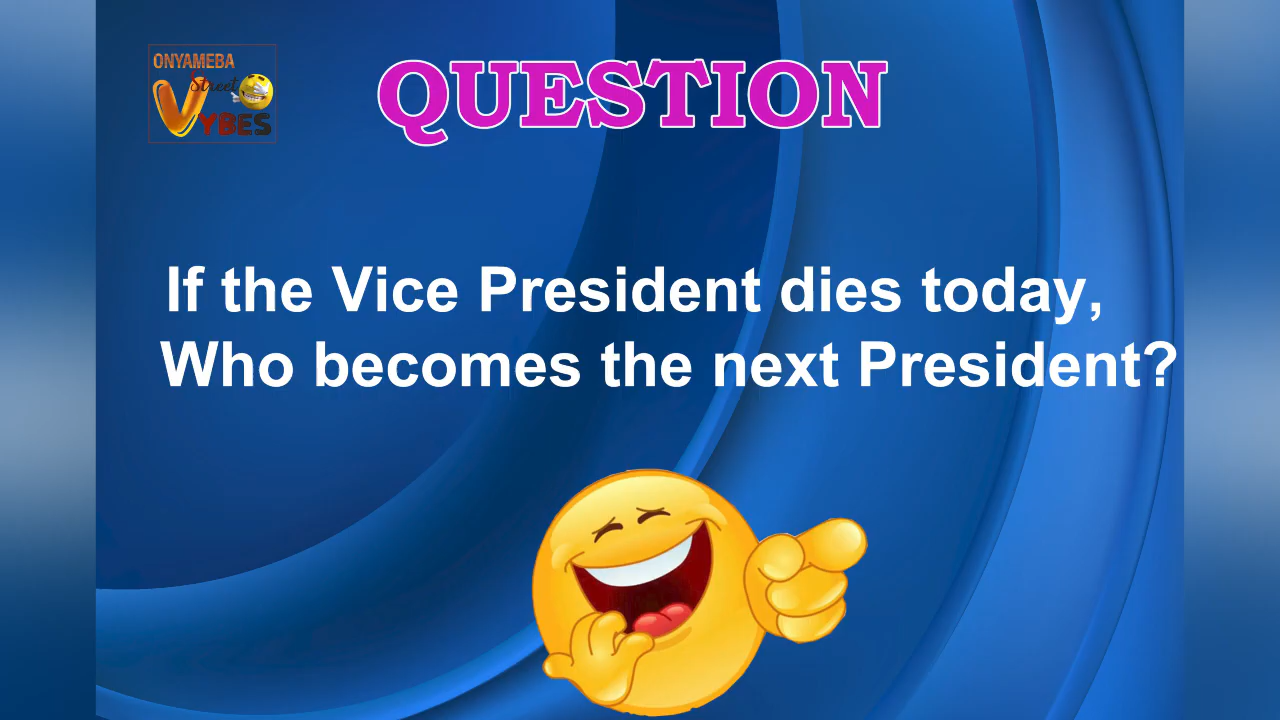 ONYAMEBA
Street
VYBES
QUESTION
If the Vice President dies today,
Who becomes the next President?